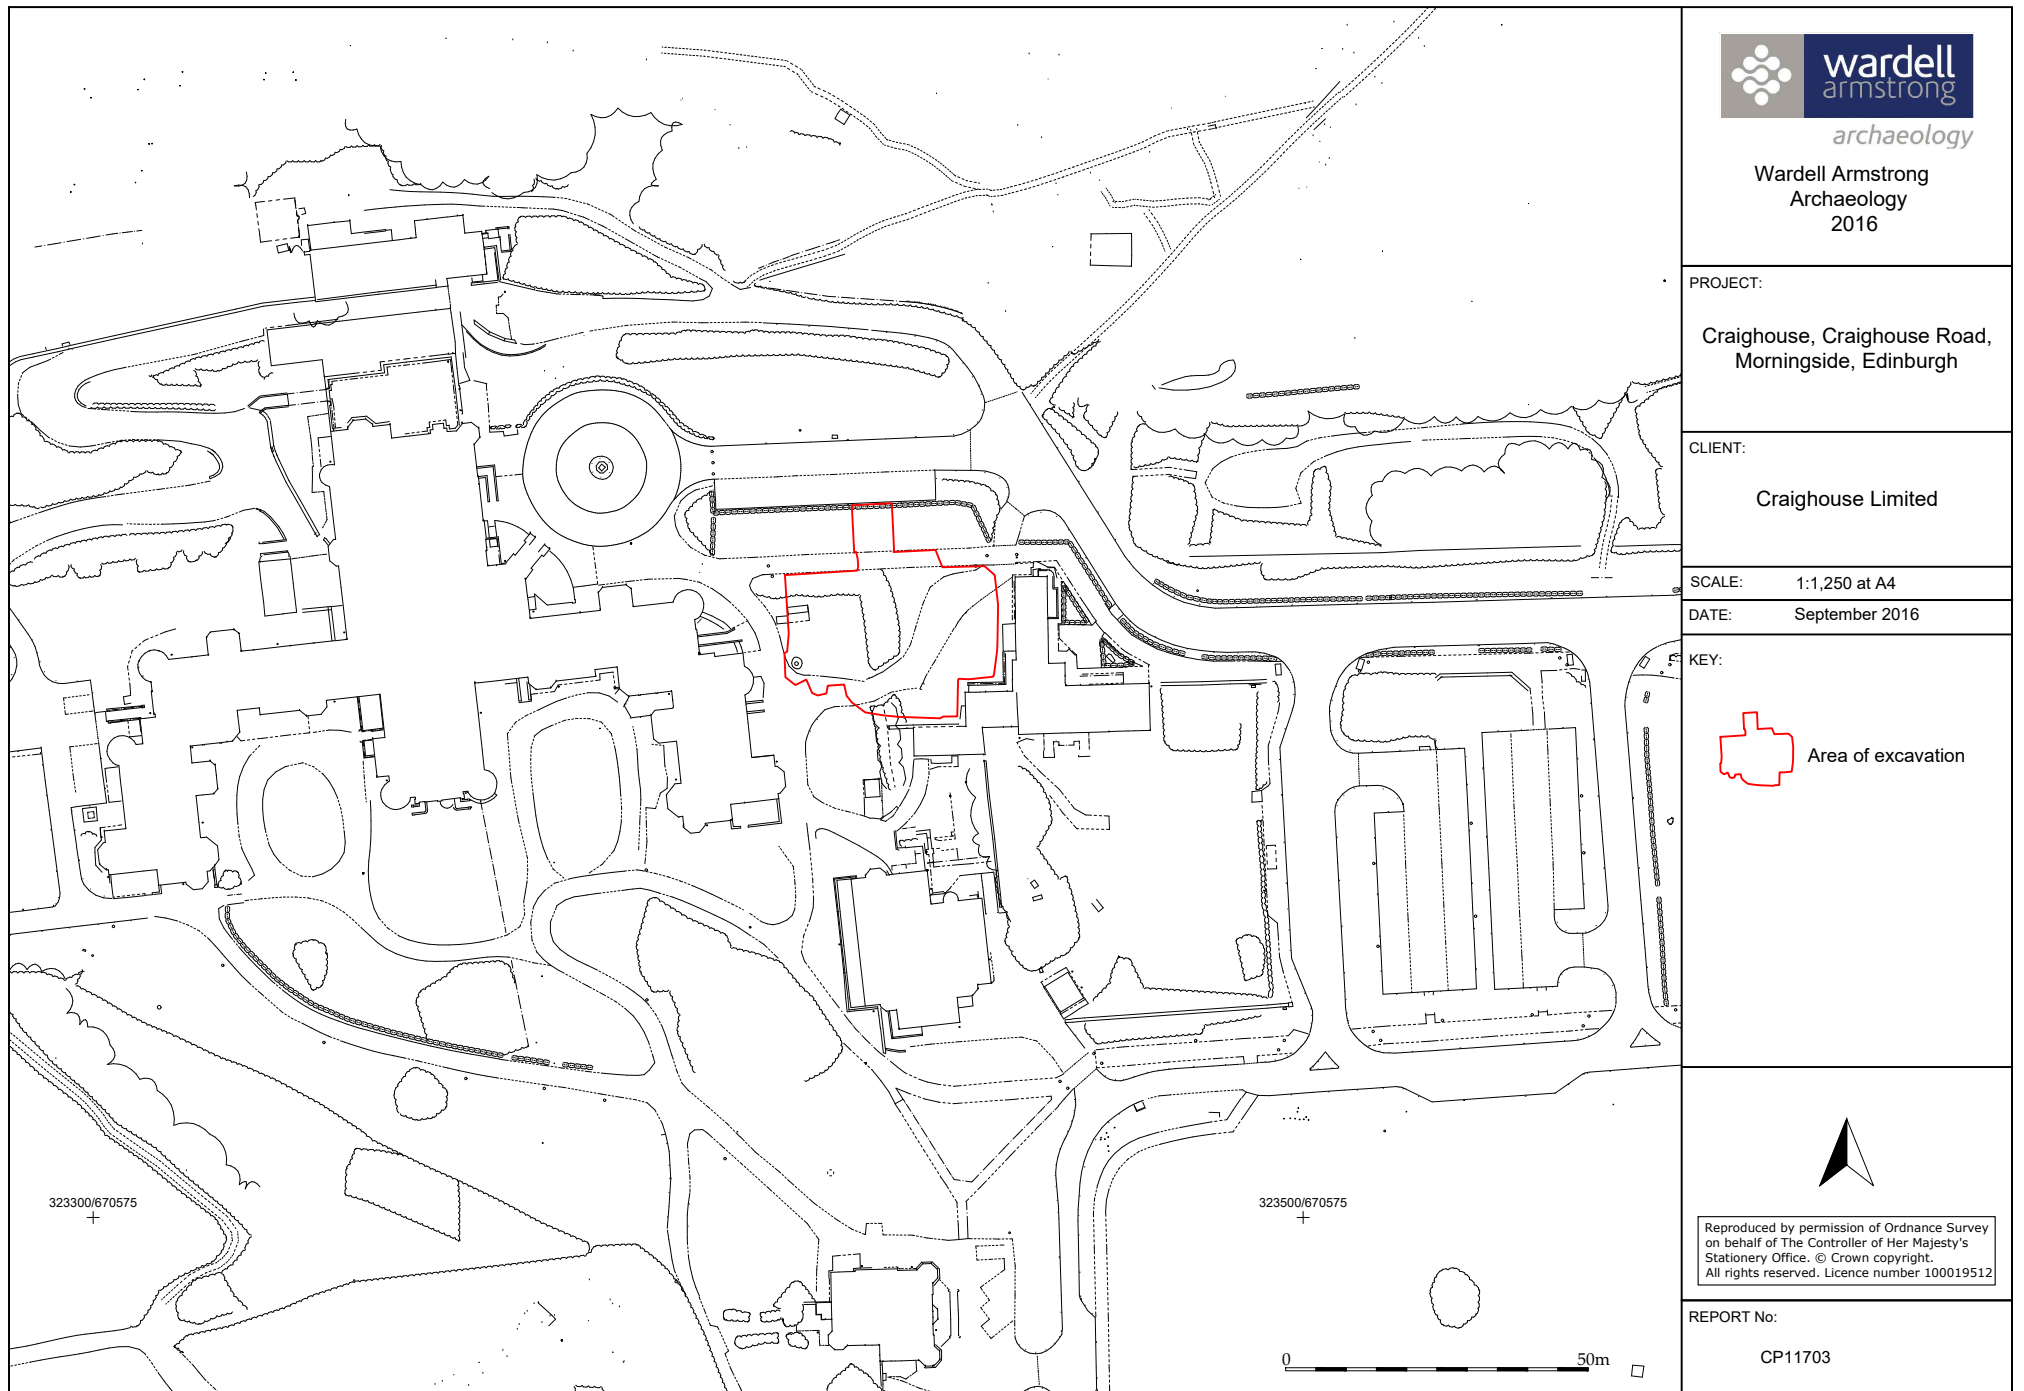 wardell
armstrong
archaeology
Wardell Armstrong
Archaeology
2016
PROJECT:
Craighouse, Craighouse Road,
Morningside, Edinburgh
CLIENT:
Craighouse Limited
SCALE: 1:1,250 at A4
DATE: September 2016
KEY:
Area of excavation
323300/670575
323500/670575
0 50m
Reproduced by permission of Ordnance Survey
on behalf of The Controller of Her Majesty's
Stationery Office. © Crown copyright.
All rights reserved. Licence number 100019512
REPORT No:
CP11703